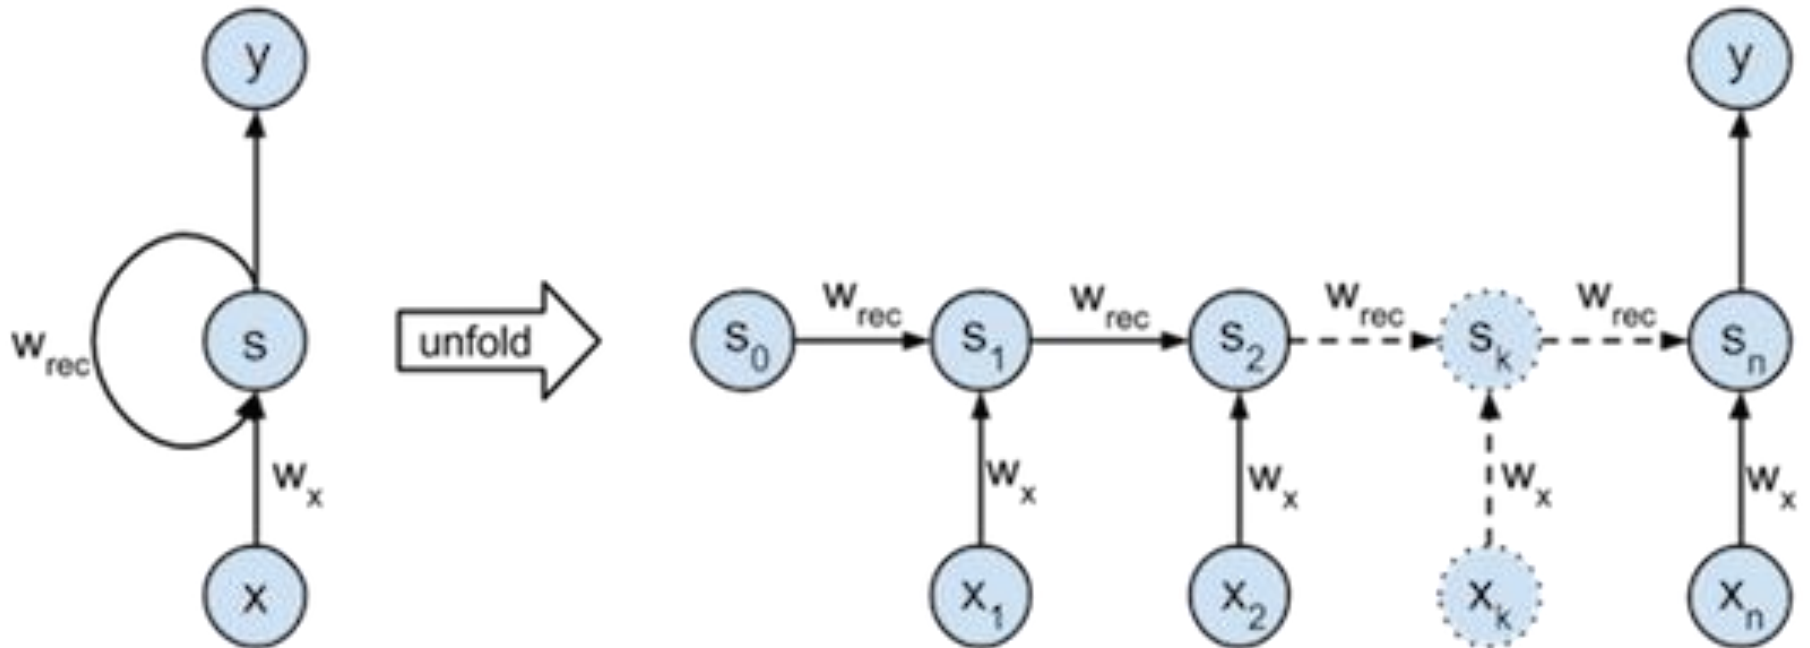 y y
w_rec w_rec w_rec w_rec
w_rec s unfold s_0 s_1 s_2 s_k s_n
w_x w_x w_x w_x w_x
x x_1 x_2 x_k x_n